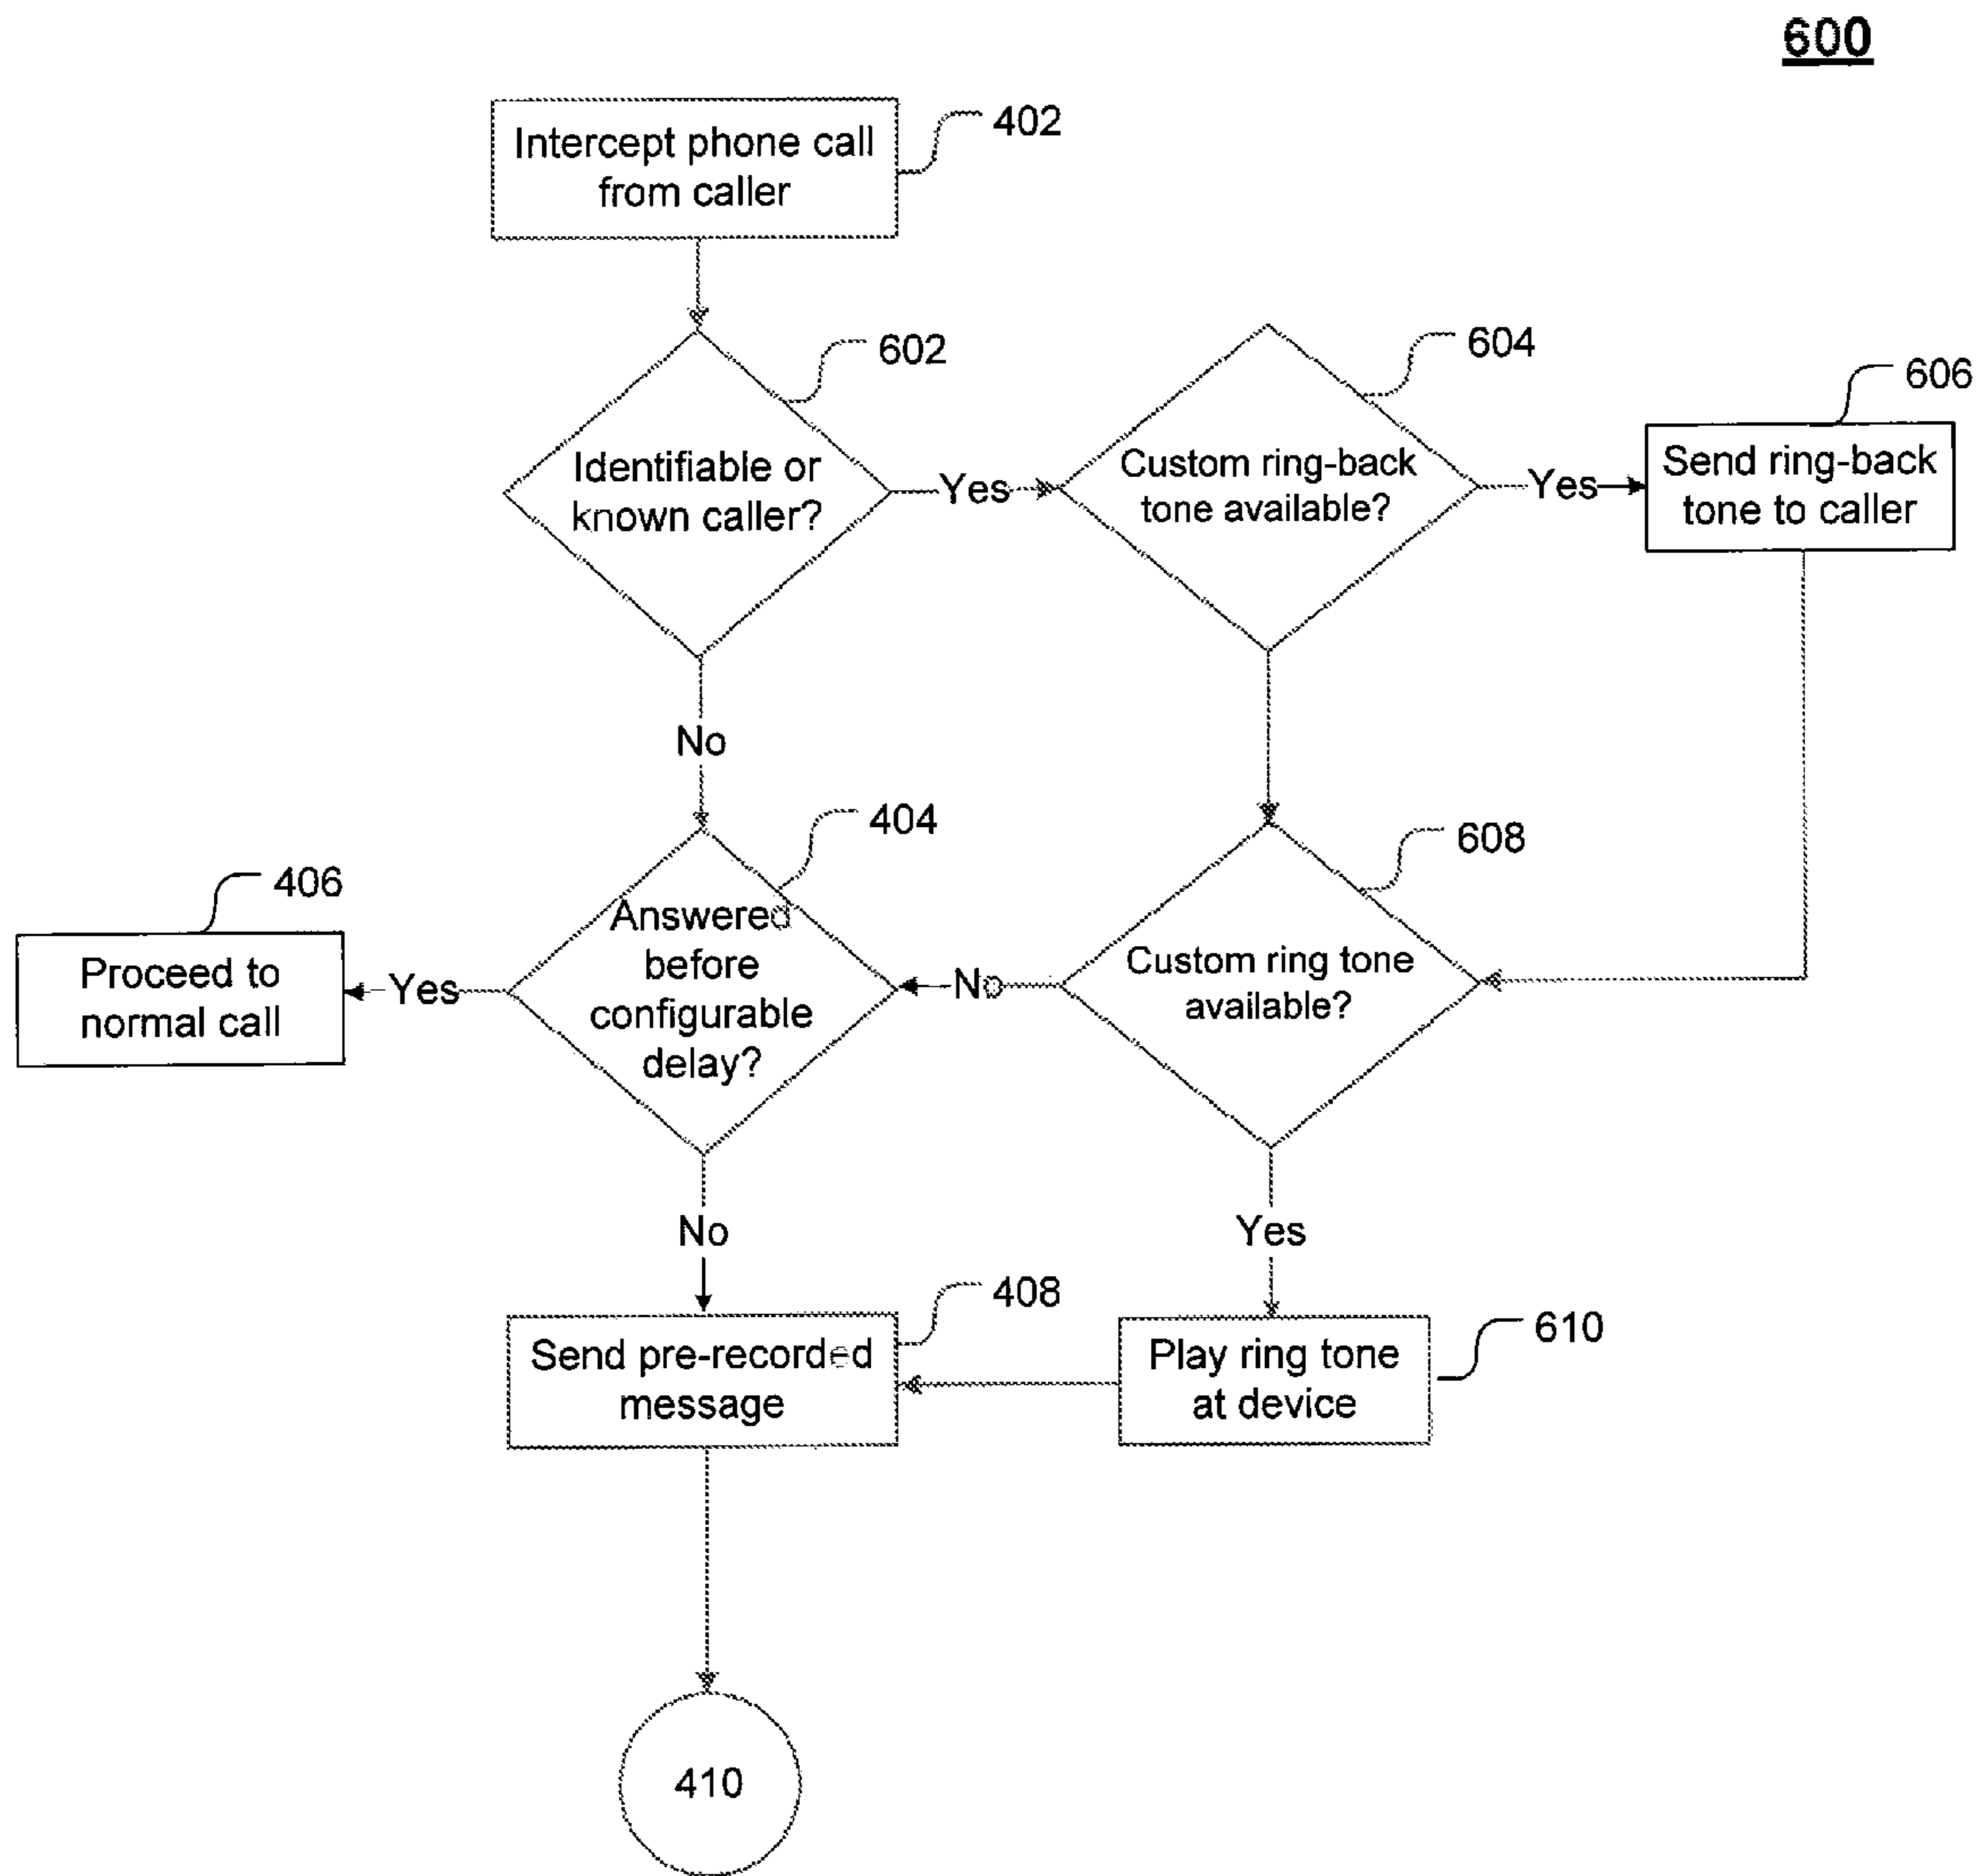 600
Intercept phone call
from caller
402
602
Identifiable or
known caller?
Yes
604
Custom ring-back
tone available?
Yes
606
Send ring-back
tone to caller
No
404
Answered
before
configurable
delay?
Yes
406
Proceed to
normal call
608
Custom ring tone
available?
No
No
Yes
408
Send pre-recorded
message
610
Play ring tone
at device
410